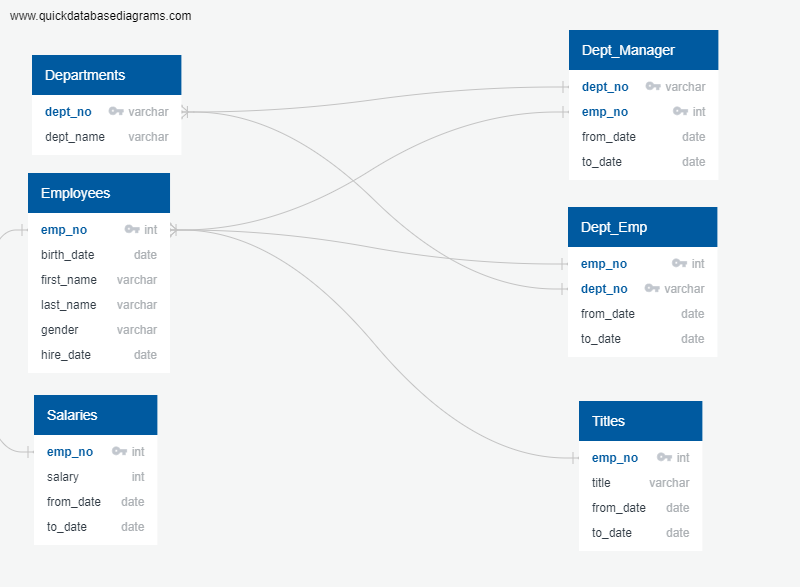 www.quickdatabasediagrams.com
Departments
dept_no varchar
dept_name varchar
Employees
emp_no int
birth_date date
first_name varchar
last_name varchar
gender varchar
hire_date date
Salaries
emp_no int
salary int
from_date date
to_date date
Dept_Manager
dept_no varchar
emp_no int
from_date date
to_date date
Dept_Emp
emp_no int
dept_no varchar
from_date date
to_date date
Titles
emp_no int
title varchar
from_date date
to_date date